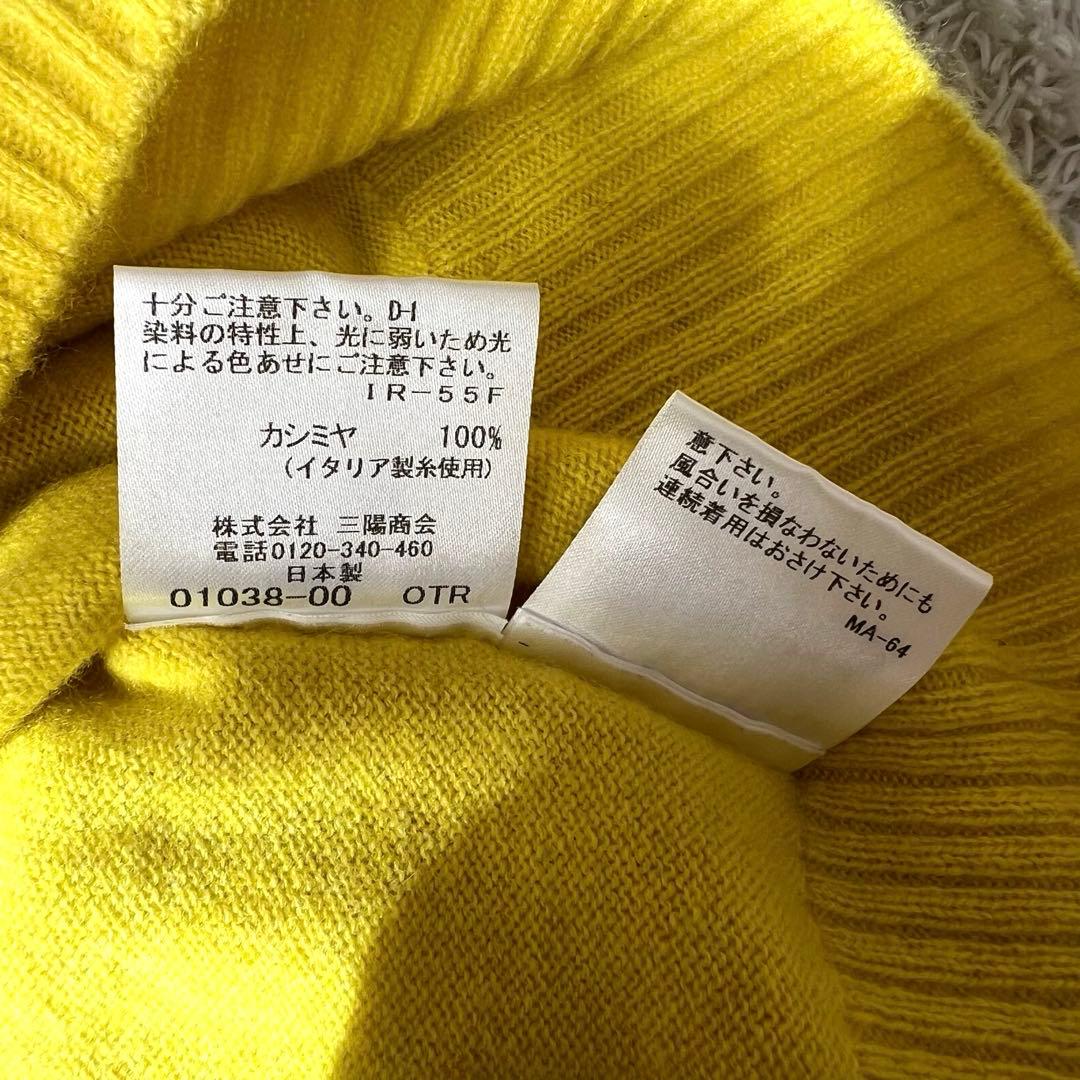 十分ご注意下さい。D-I
染料の特性上、光に弱いため光
による色あせにご注意下さい。
IR-55F
カシミヤ 100%
(イタリア製糸使用)
株式会社 三陽商会
電話0120-340-460
日本製
01038-00 OTR
意下さい。
風合いを損なわないためにも
連続着用はおさけ下さい。
MA-64